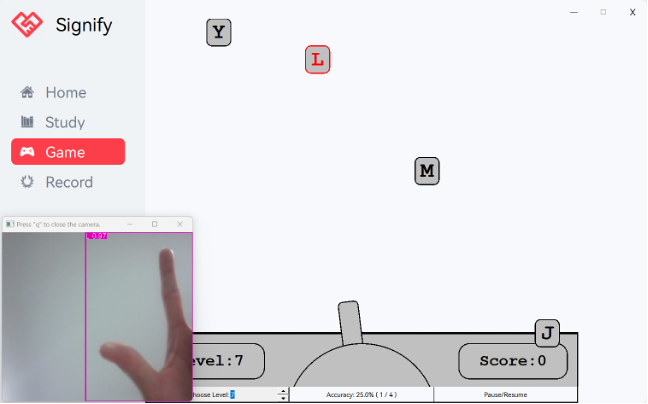 Signify
Home
Study
Game
Record
Y
L
M
J
Press "q" to close the camera.
L 0.97
evel:7
Score:0
hoose Level: 7
Accuracy: 25.0% ( 1 / 4 )
Pause/Resume